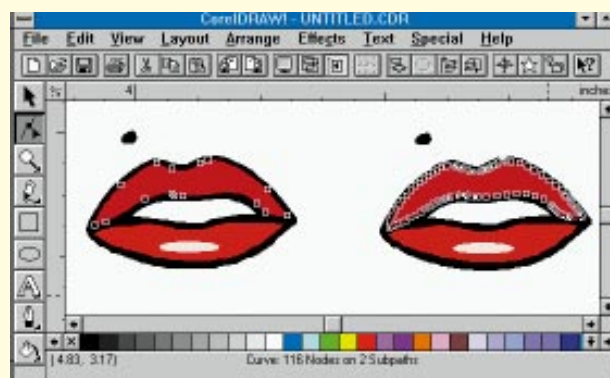 CorelDRAW! - UNTITLED.CDR
File Edit View Layout Arrange Effects Text Special Help
4 inches
(4.83, 3.17) Curve: 116 Nodes on 2 Subpaths